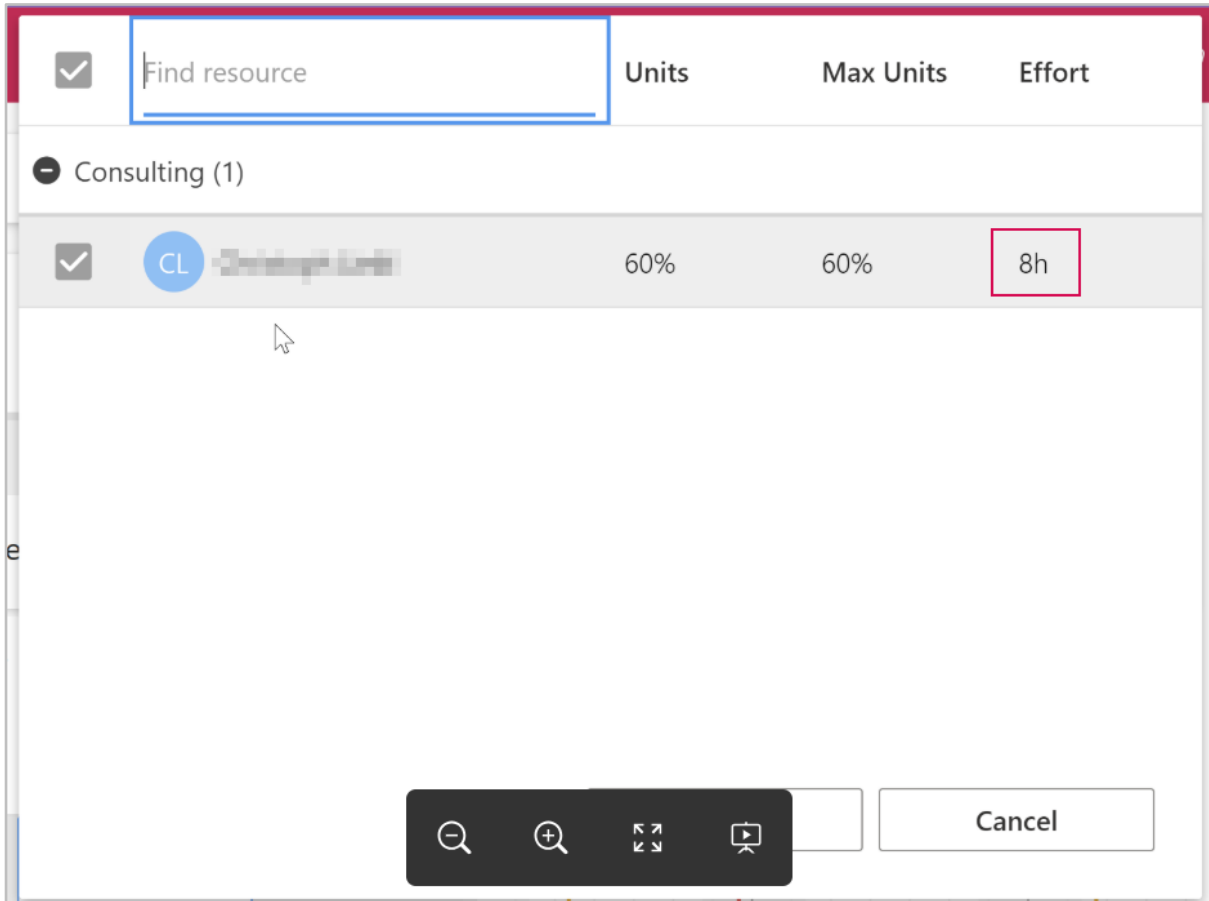 Find resource Units Max Units Effort
Consulting (1)
CL 60% 60% 8h
e
Cancel